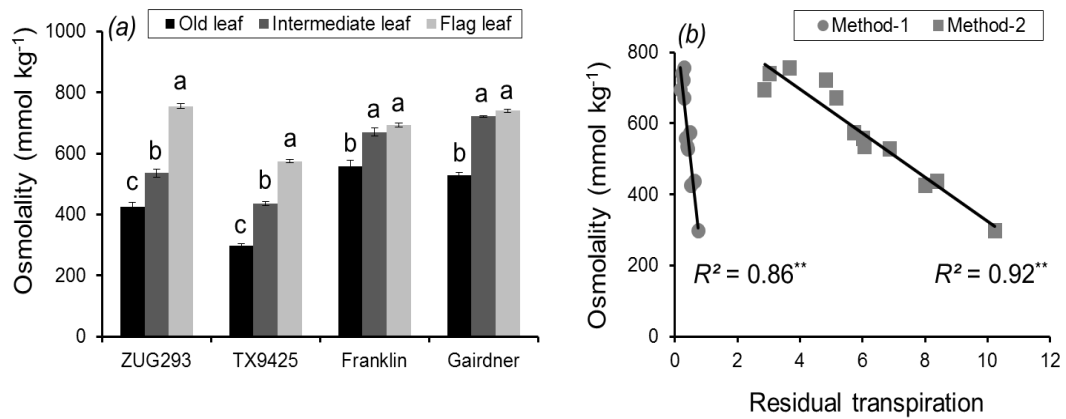 (a)
Old leaf Intermediate leaf Flag leaf
Osmolality (mmol kg⁻¹)
1000
800
600
400
200
0
c b a
c b a
b a a
b a a
ZUG293 TX9425 Franklin Gairdner
(b)
Method-1 Method-2
Osmolality (mmol kg⁻¹)
800
600
400
200
0
R² = 0.86** R² = 0.92**
0 2 4 6 8 10 12
Residual transpiration